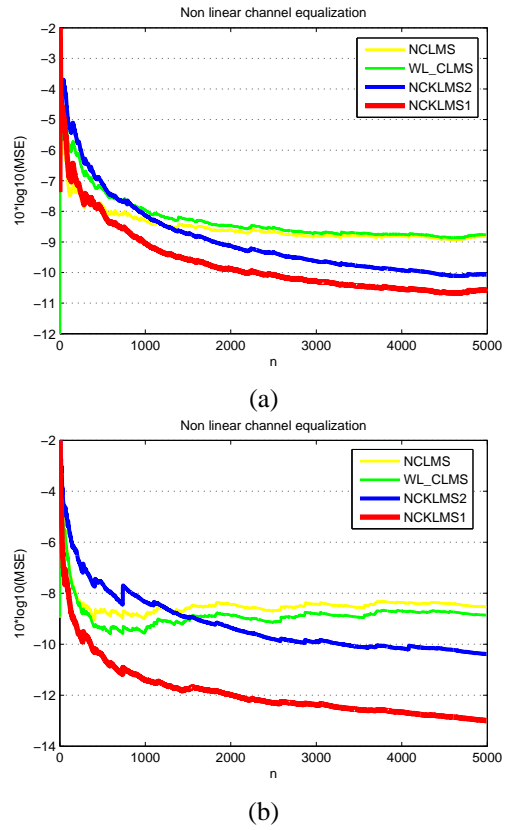 Non linear channel equalization
−2
−3
−4
−5
−6
−7
−8
−9
−10
−11
−12
10*log10(MSE)
NCLMS
WL_CLMS
NCKLMS2
NCKLMS1
0 1000 2000 3000 4000 5000
n
(a)
Non linear channel equalization
−2
−4
−6
−8
−10
−12
−14
10*log10(MSE)
NCLMS
WL_CLMS
NCKLMS2
NCKLMS1
0 1000 2000 3000 4000 5000
n
(b)